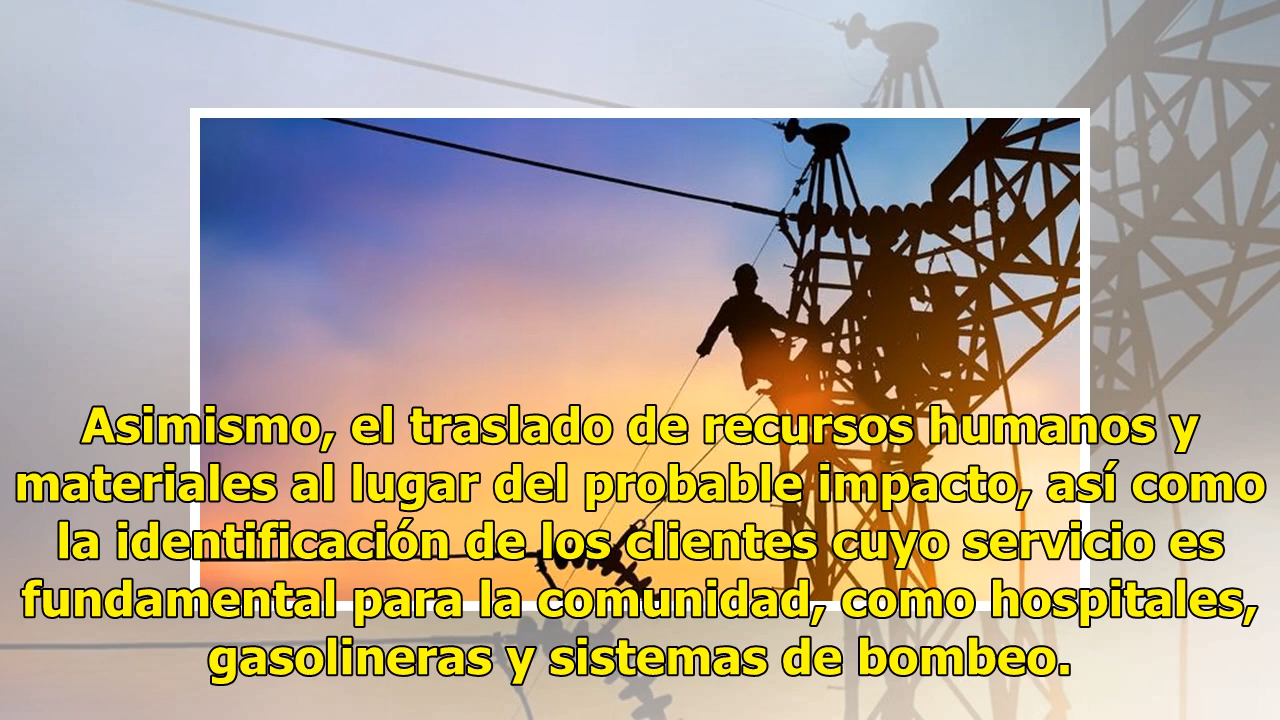 Asimismo, el traslado de recursos humanos y
materiales al lugar del probable impacto, así como
la identificación de los clientes cuyo servicio es
fundamental para la comunidad, como hospitales,
gasolineras y sistemas de bombeo.